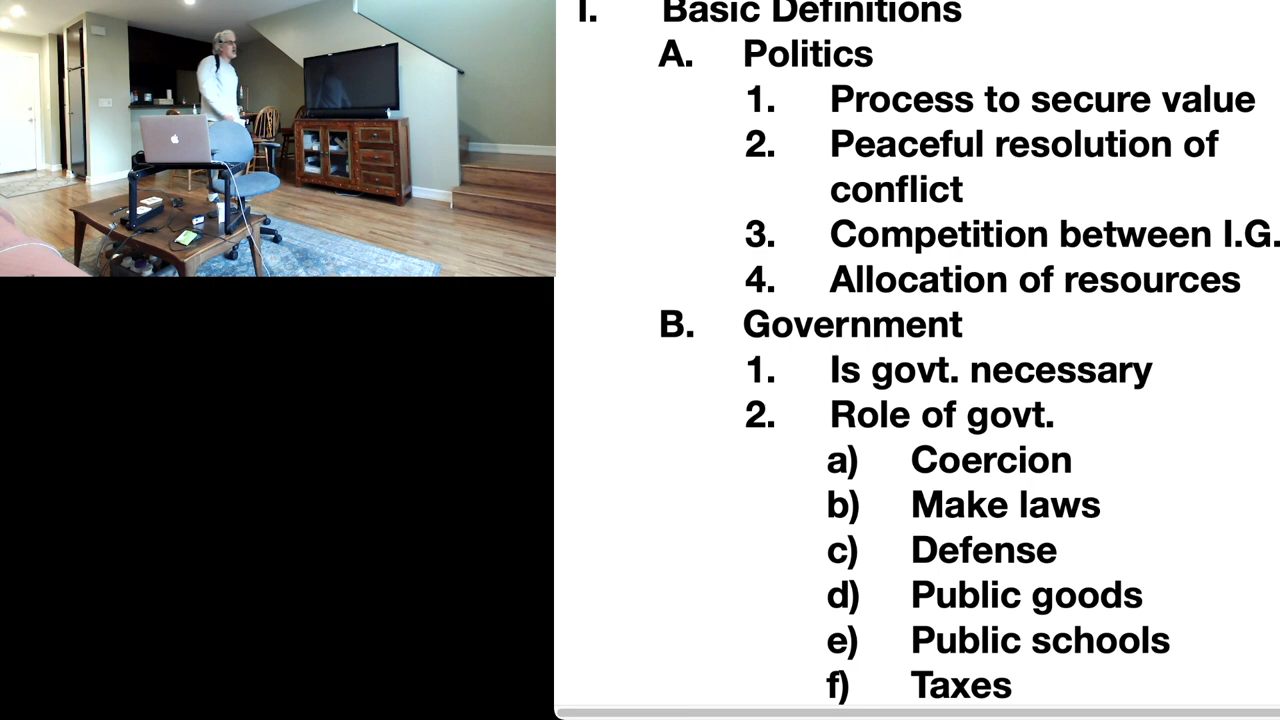 I. Basic Definitions
A. Politics
1. Process to secure value
2. Peaceful resolution of
conflict
3. Competition between I.G.
4. Allocation of resources
B. Government
1. Is govt. necessary
2. Role of govt.
a) Coercion
b) Make laws
c) Defense
d) Public goods
e) Public schools
f) Taxes